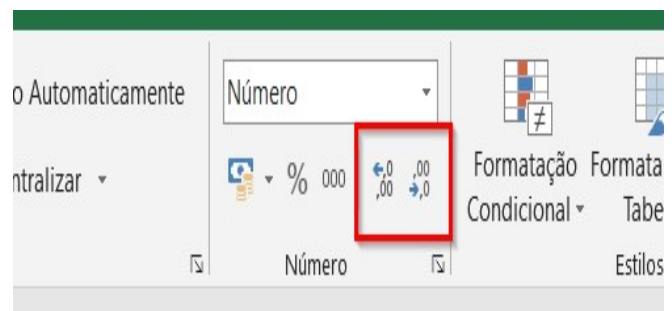 o Automaticamente
Número
ntralizar
% 000
,0 ,00
,00 ,0
Formatação
Condicional
Formata
Tabe
Número
Estilos